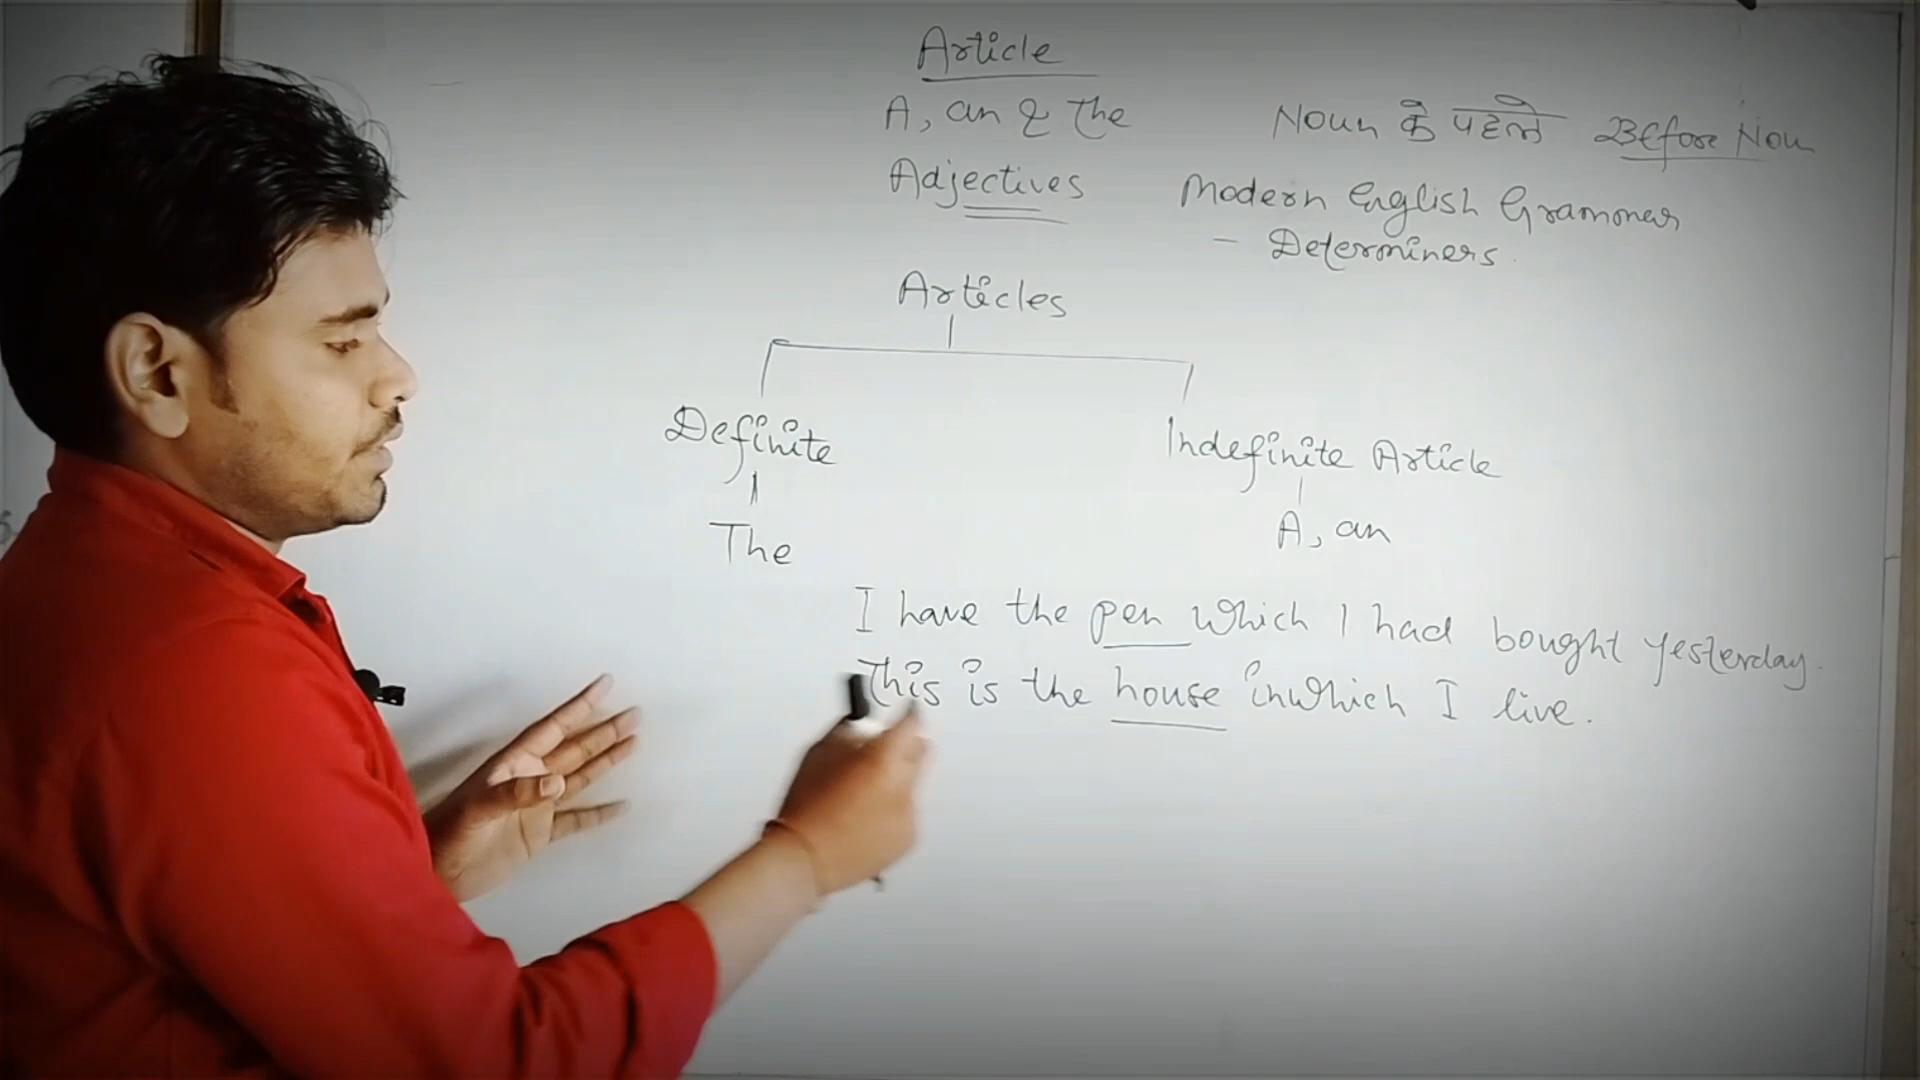 Article
A, an & The
Noun के पहले Before Nou
Adjectives
Modern English Grammar
- Determiners.
Articles
Definite
Indefinite Article
The
A, an
I have the pen which I had bought yesterday.
This is the house inwhich I live.